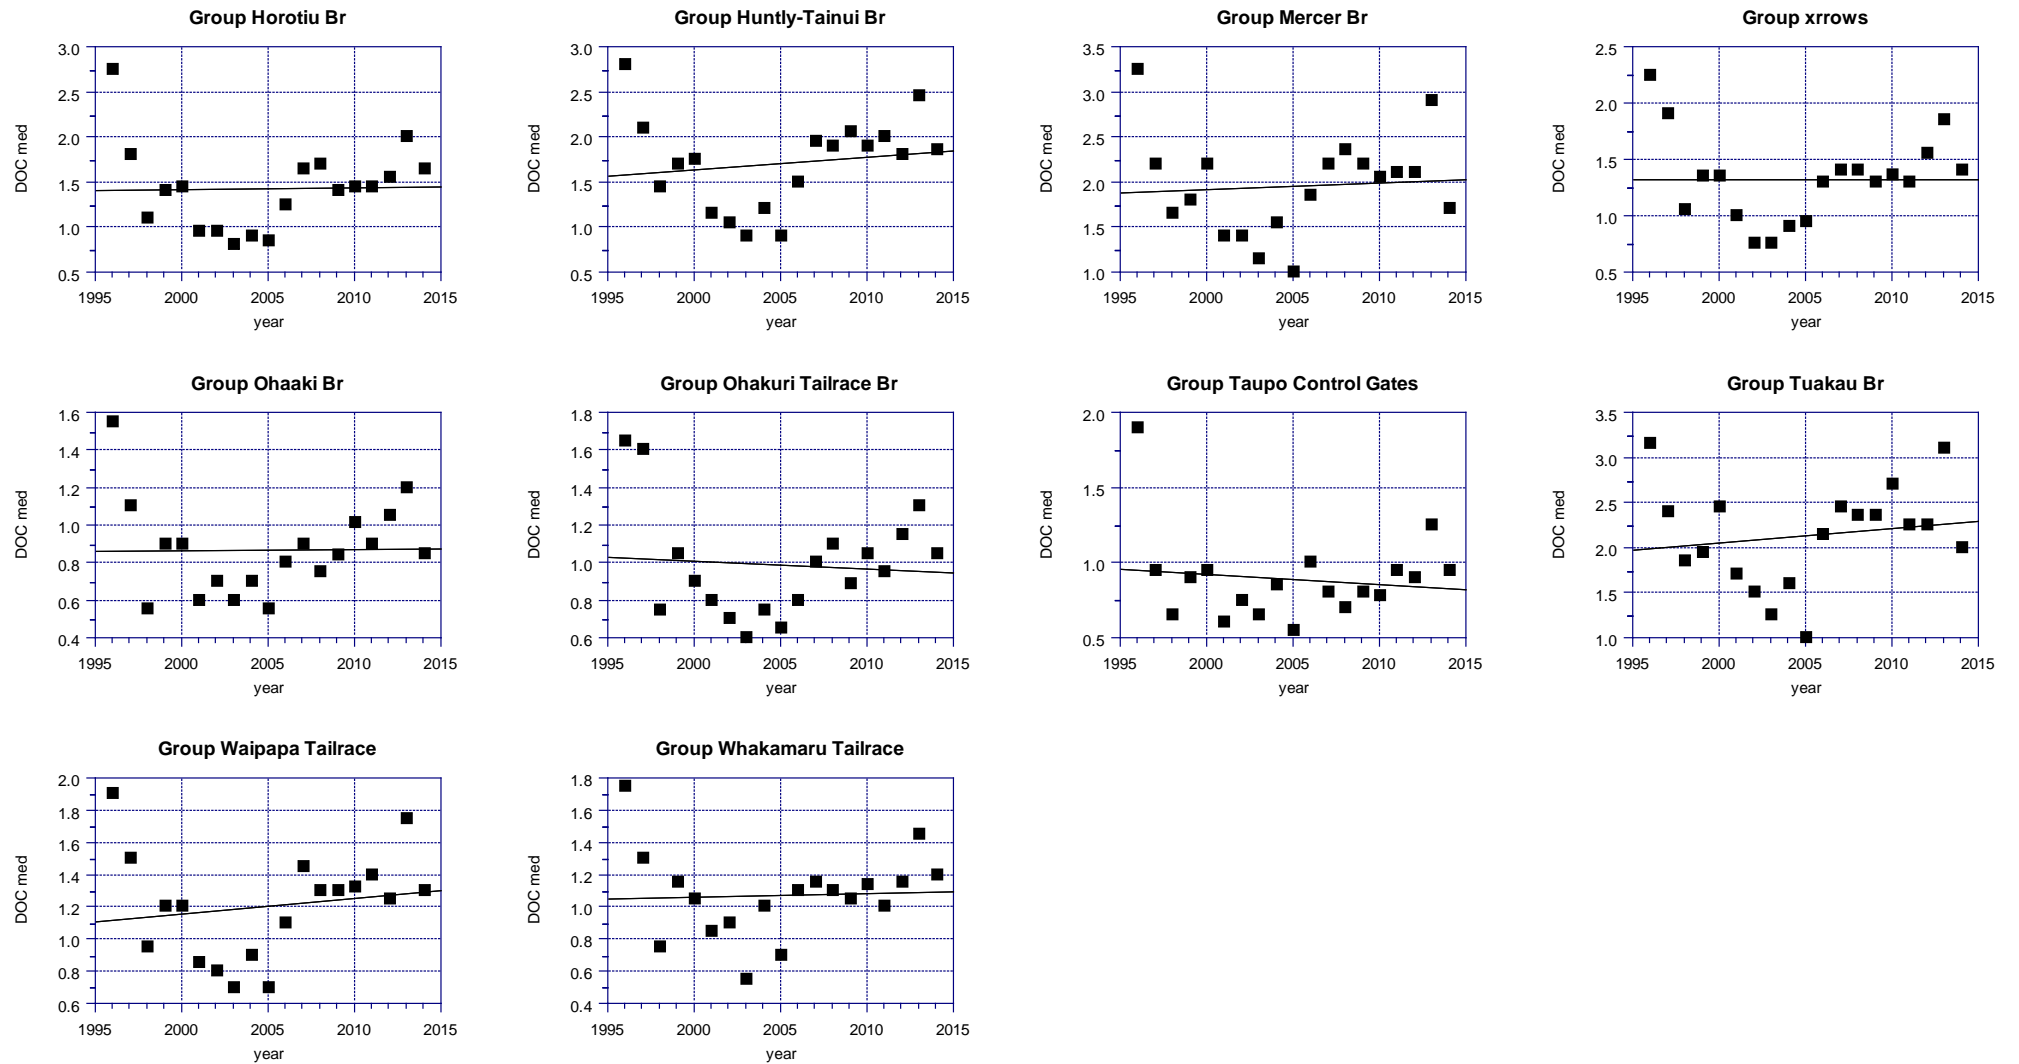 Group Horotiu Br
3.0
2.5
2.0
1.5
1.0
0.5
DOC med
1995 2000 2005 2010 2015
year
Group Huntly-Tainui Br
3.0
2.5
2.0
1.5
1.0
0.5
DOC med
1995 2000 2005 2010 2015
year
Group Mercer Br
3.5
3.0
2.5
2.0
1.5
1.0
DOC med
1995 2000 2005 2010 2015
year
Group xrrows
2.5
2.0
1.5
1.0
0.5
DOC med
1995 2000 2005 2010 2015
year
Group Ohaaki Br
1.6
1.4
1.2
1.0
0.8
0.6
0.4
DOC med
1995 2000 2005 2010 2015
year
Group Ohakuri Tailrace Br
1.8
1.6
1.4
1.2
1.0
0.8
0.6
DOC med
1995 2000 2005 2010 2015
year
Group Taupo Control Gates
2.0
1.5
1.0
0.5
DOC med
1995 2000 2005 2010 2015
year
Group Tuakau Br
3.5
3.0
2.5
2.0
1.5
1.0
DOC med
1995 2000 2005 2010 2015
year
Group Waipapa Tailrace
2.0
1.8
1.6
1.4
1.2
1.0
0.8
0.6
DOC med
1995 2000 2005 2010 2015
year
Group Whakamaru Tailrace
1.8
1.6
1.4
1.2
1.0
0.8
0.6
0.4
DOC med
1995 2000 2005 2010 2015
year